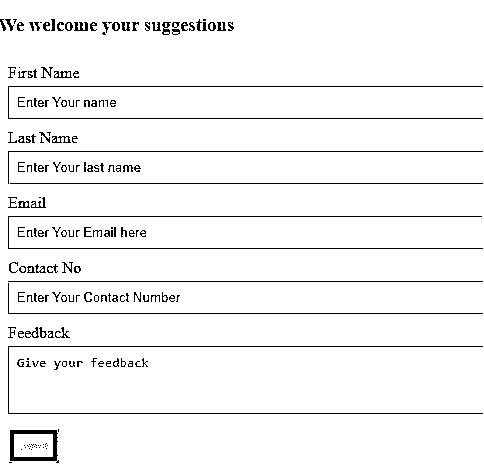 We welcome your suggestions
First Name
Enter Your name
Last Name
Enter Your last name
Email
Enter Your Email here
Contact No
Enter Your Contact Number
Feedback
Give your feedback